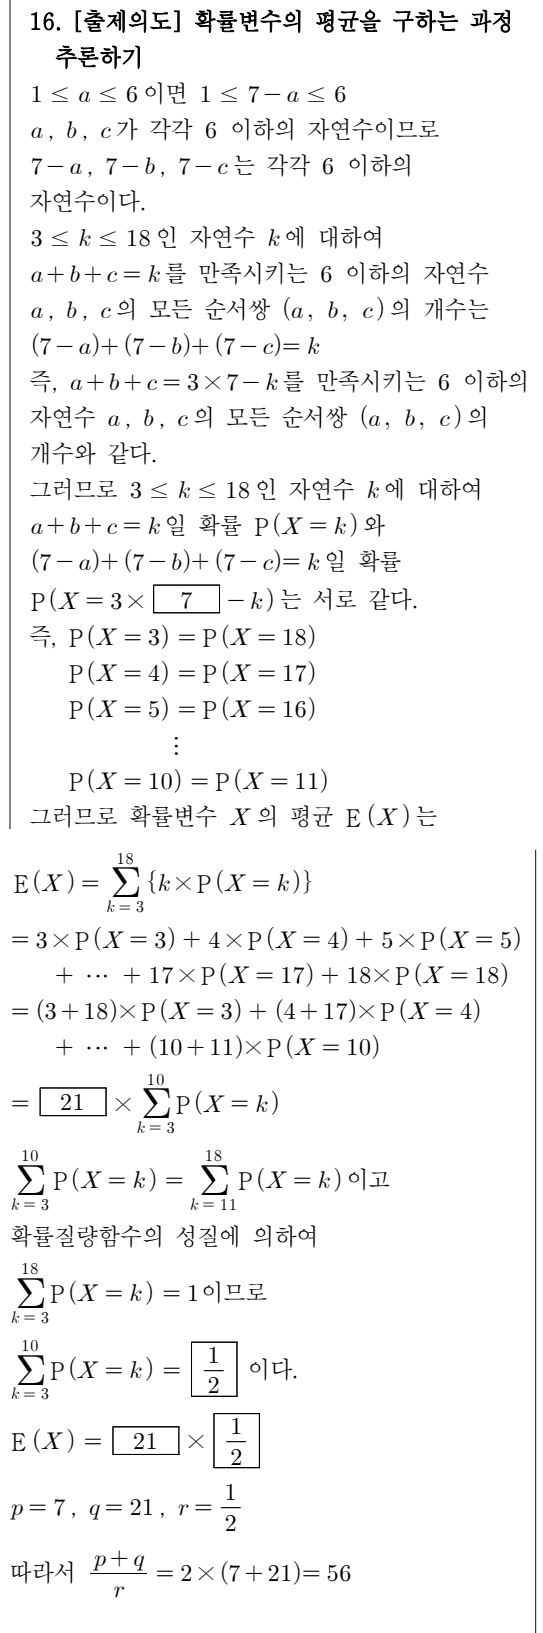 16. [출제의도] 확률변수의 평균을 구하는 과정
추론하기
1 ≤ a ≤ 6 이면 1 ≤ 7 − a ≤ 6
a, b, c가 각각 6 이하의 자연수이므로
7 − a, 7 − b, 7 − c는 각각 6 이하의
자연수이다.
3 ≤ k ≤ 18인 자연수 k에 대하여
a + b + c = k를 만족시키는 6 이하의 자연수
a, b, c의 모든 순서쌍 (a, b, c)의 개수는
(7 − a) + (7 − b) + (7 − c) = k
즉, a + b + c = 3 × 7 − k를 만족시키는 6 이하의
자연수 a, b, c의 모든 순서쌍 (a, b, c)의
개수와 같다.
그러므로 3 ≤ k ≤ 18인 자연수 k에 대하여
a + b + c = k일 확률 P(X = k)와
(7 − a) + (7 − b) + (7 − c) = k일 확률
P(X = 3 × 7 − k)는 서로 같다.
즉, P(X = 3) = P(X = 18)
P(X = 4) = P(X = 17)
P(X = 5) = P(X = 16)
⋮
P(X = 10) = P(X = 11)
그러므로 확률변수 X의 평균 E(X)는
E(X) = ∑_{k=3}^{18} {k × P(X = k)}
= 3 × P(X = 3) + 4 × P(X = 4) + 5 × P(X = 5)
+ ⋯ + 17 × P(X = 17) + 18 × P(X = 18)
= (3 + 18) × P(X = 3) + (4 + 17) × P(X = 4)
+ ⋯ + (10 + 11) × P(X = 10)
= 21 × ∑_{k=3}^{10} P(X = k)
∑_{k=3}^{10} P(X = k) = ∑_{k=11}^{18} P(X = k)이고
확률질량함수의 성질에 의하여
∑_{k=3}^{18} P(X = k) = 1이므로
∑_{k=3}^{10} P(X = k) = 1/2 이다.
E(X) = 21 × 1/2
p = 7, q = 21, r = 1/2
따라서 (p + q)/r = 2 × (7 + 21) = 56